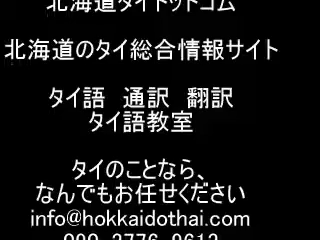 北海道タイドットコム
北海道のタイ総合情報サイト
タイ語　通訳　翻訳
タイ語教室
タイのことなら、
なんでもお任せください
info@hokkaidothai.com